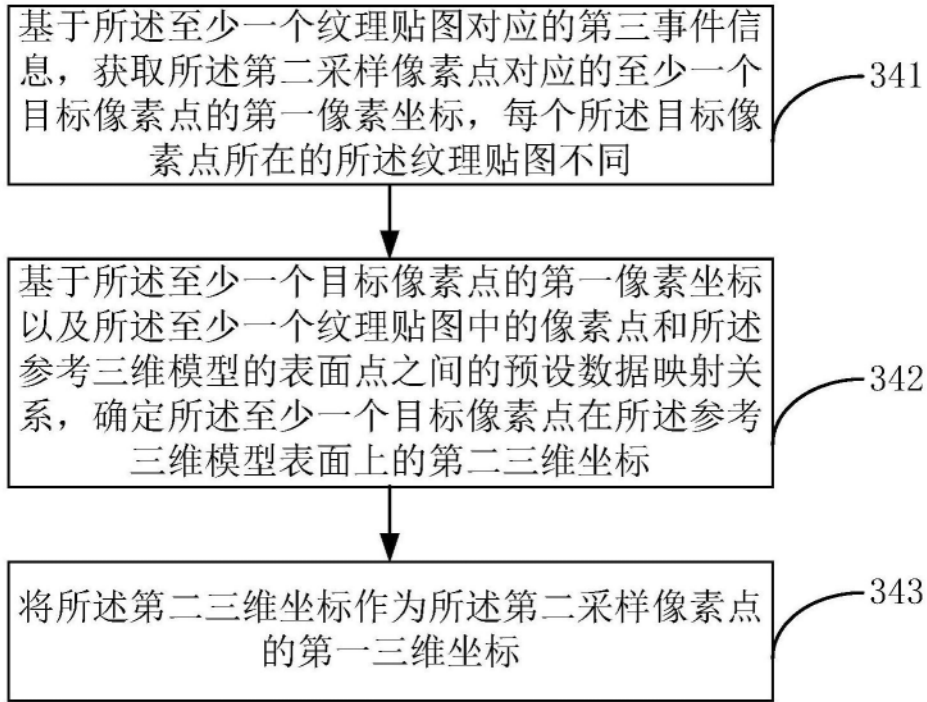 基于所述至少一个纹理贴图对应的第三事件信
息，获取所述第二采样像素点对应的至少一个
目标像素点的第一像素坐标，每个所述目标像
素点所在的所述纹理贴图不同
341
基于所述至少一个目标像素点的第一像素坐标
以及所述至少一个纹理贴图中的像素点和所述
参考三维模型的表面点之间的预设数据映射关
系，确定所述至少一个目标像素点在所述参考
三维模型表面上的第二三维坐标
342
将所述第二三维坐标作为所述第二采样像素点
的第一三维坐标
343